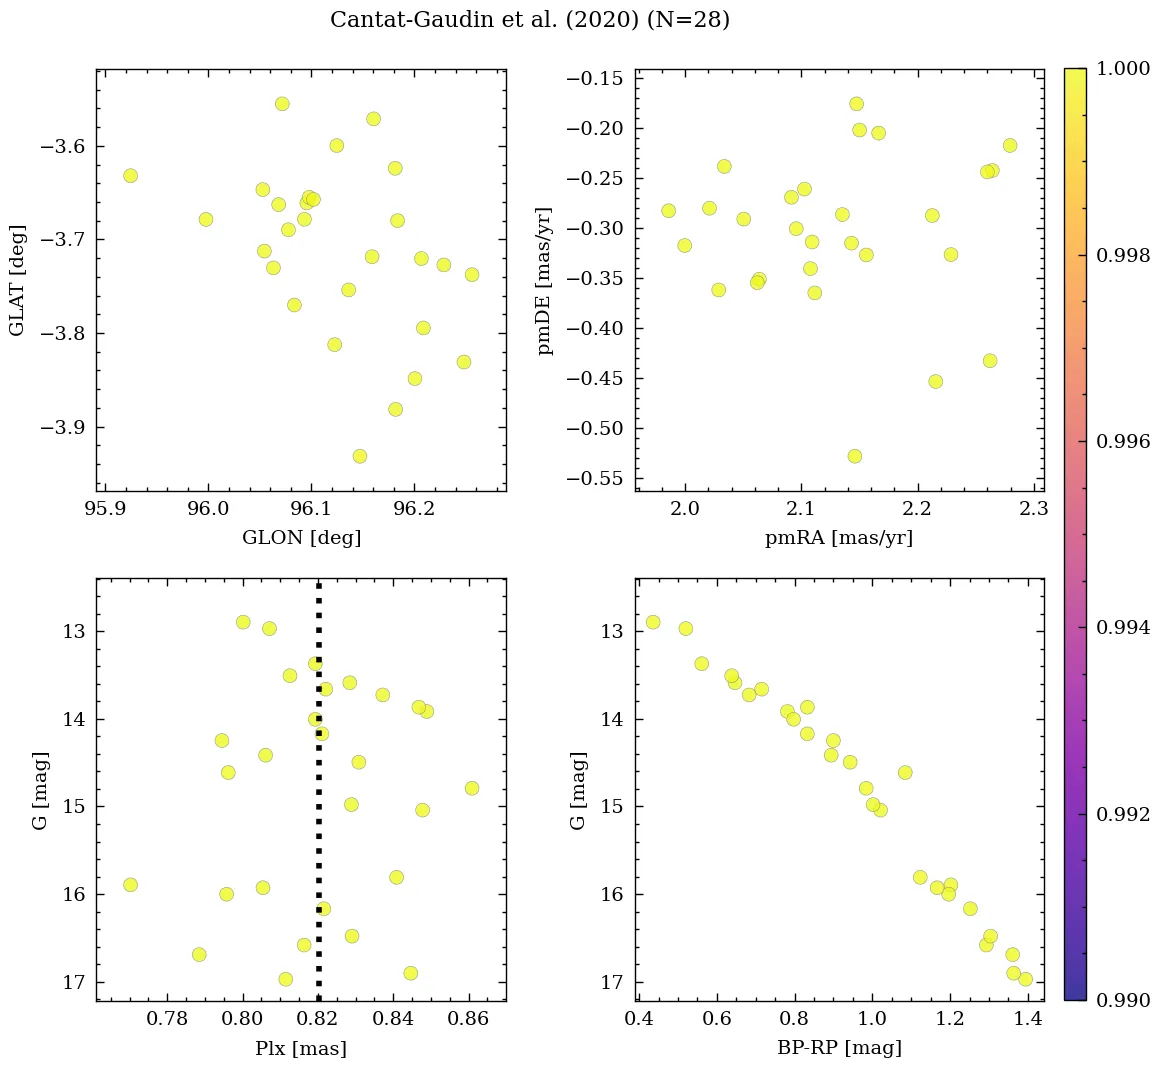 Cantat-Gaudin et al. (2020) (N=28)
−3.6
−3.7
−3.8
−3.9
GLAT [deg]
95.9 96.0 96.1 96.2
GLON [deg]
−0.15
−0.20
−0.25
−0.30
−0.35
−0.40
−0.45
−0.50
−0.55
pmDE [mas/yr]
2.0 2.1 2.2 2.3
pmRA [mas/yr]
13
14
15
16
17
G [mag]
0.78 0.80 0.82 0.84 0.86
Plx [mas]
13
14
15
16
17
G [mag]
0.4 0.6 0.8 1.0 1.2 1.4
BP-RP [mag]
1.000
0.998
0.996
0.994
0.992
0.990